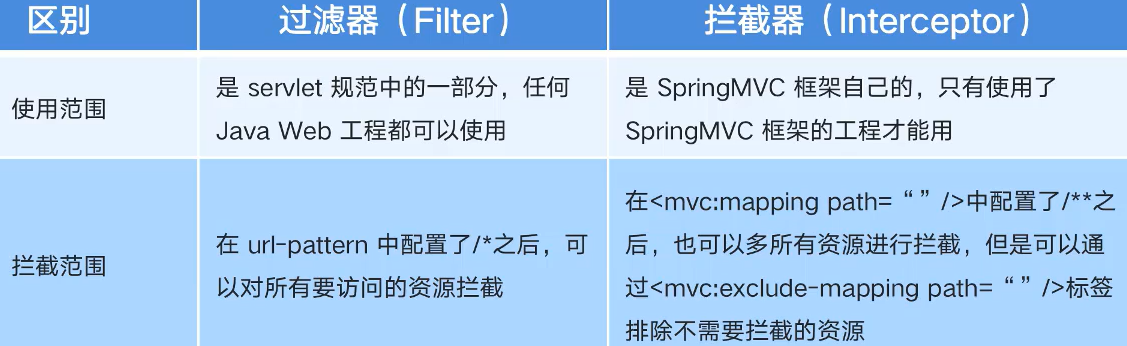 区别
过滤器（Filter）
拦截器（Interceptor）
使用范围
是 servlet 规范中的一部分，任何
Java Web 工程都可以使用
是 SpringMVC 框架自己的，只有使用了
SpringMVC 框架的工程才能用
拦截范围
在 url-pattern 中配置了/*之后，可
以对所有要访问的资源拦截
在<mvc:mapping path=“”/>中配置了/**之
后，也可以多所有资源进行拦截，但是可以通
过<mvc:exclude-mapping path=“”/>标签
排除不需要拦截的资源